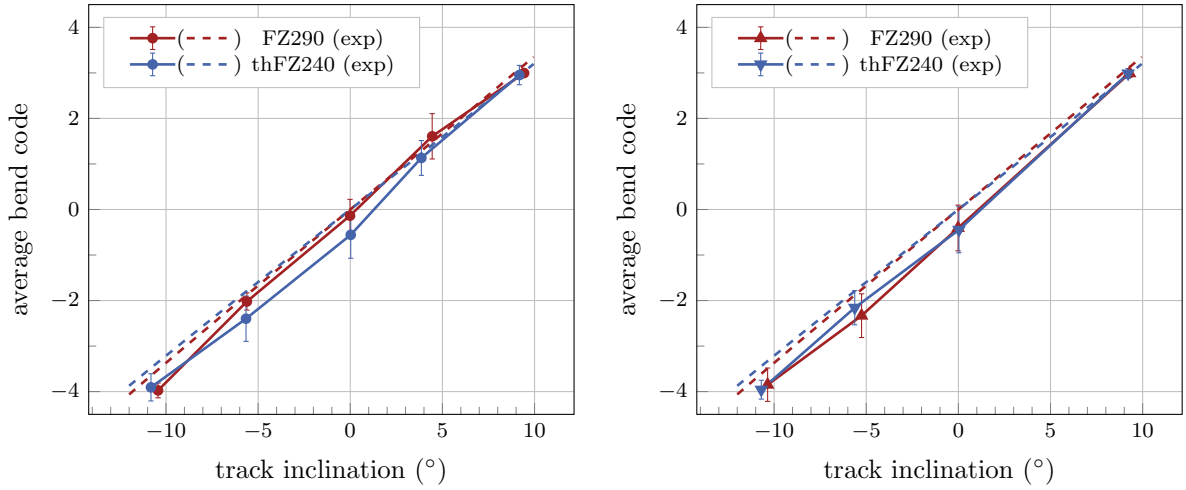 4
2
0
−2
−4
average bend code
( ) FZ290 (exp)
( ) thFZ240 (exp)
−10 −5 0 5 10
track inclination (°)
4
2
0
−2
−4
average bend code
( ) FZ290 (exp)
( ) thFZ240 (exp)
−10 −5 0 5 10
track inclination (°)